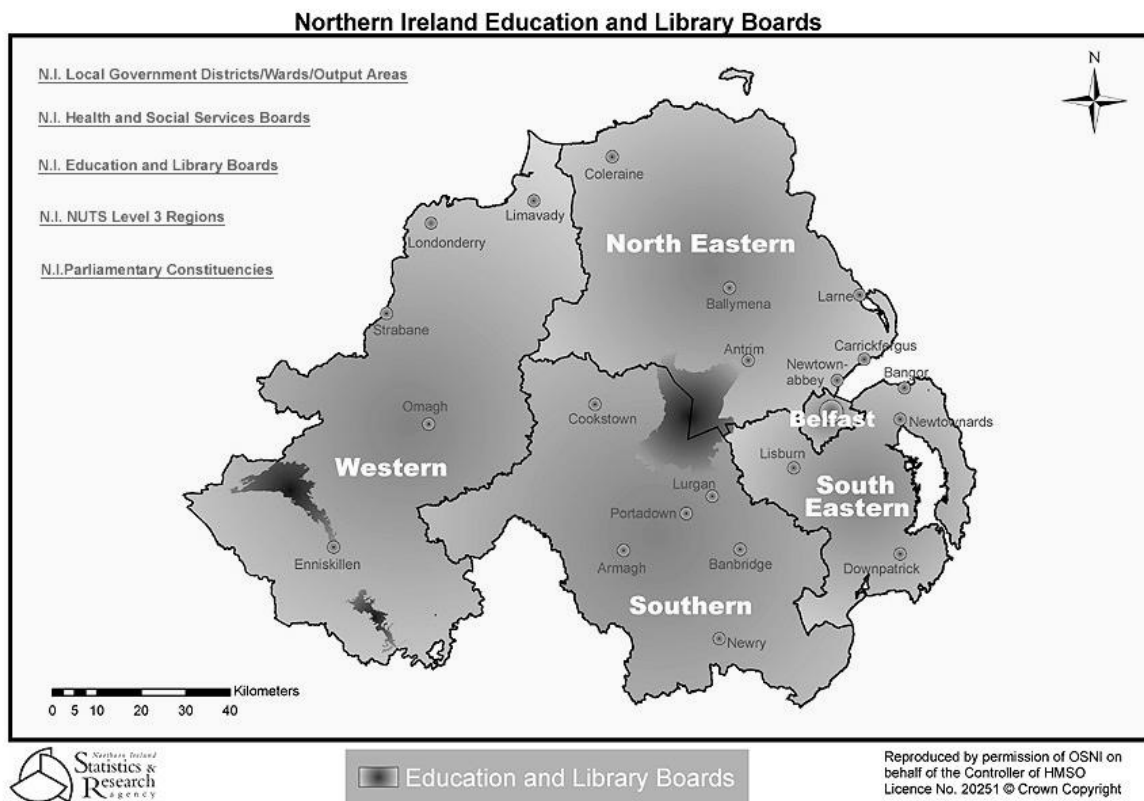 Northern Ireland Education and Library Boards
N.I. Local Government Districts/Wards/Output Areas
N.I. Health and Social Services Boards
N.I. Education and Library Boards
N.I. NUTS Level 3 Regions
N.I.Parliamentary Constituencies
N
Coleraine
Limavady
Londonderry
North Eastern
Ballymena
Larne
Strabane
Antrim
Carrickfergus
Newtown-
abbey
Bangor
Omagh
Cookstown
Belfast
Newtownards
Western
Lisburn
South
Eastern
Lurgan
Portadown
Enniskillen
Armagh
Banbridge
Downpatrick
Southern
Newry
Kilometers
0 5 10 20 30 40
Northern Ireland
Statistics &
Research
agency
Education and Library Boards
Reproduced by permission of OSNI on
behalf of the Controller of HMSO
Licence No. 20251 © Crown Copyright